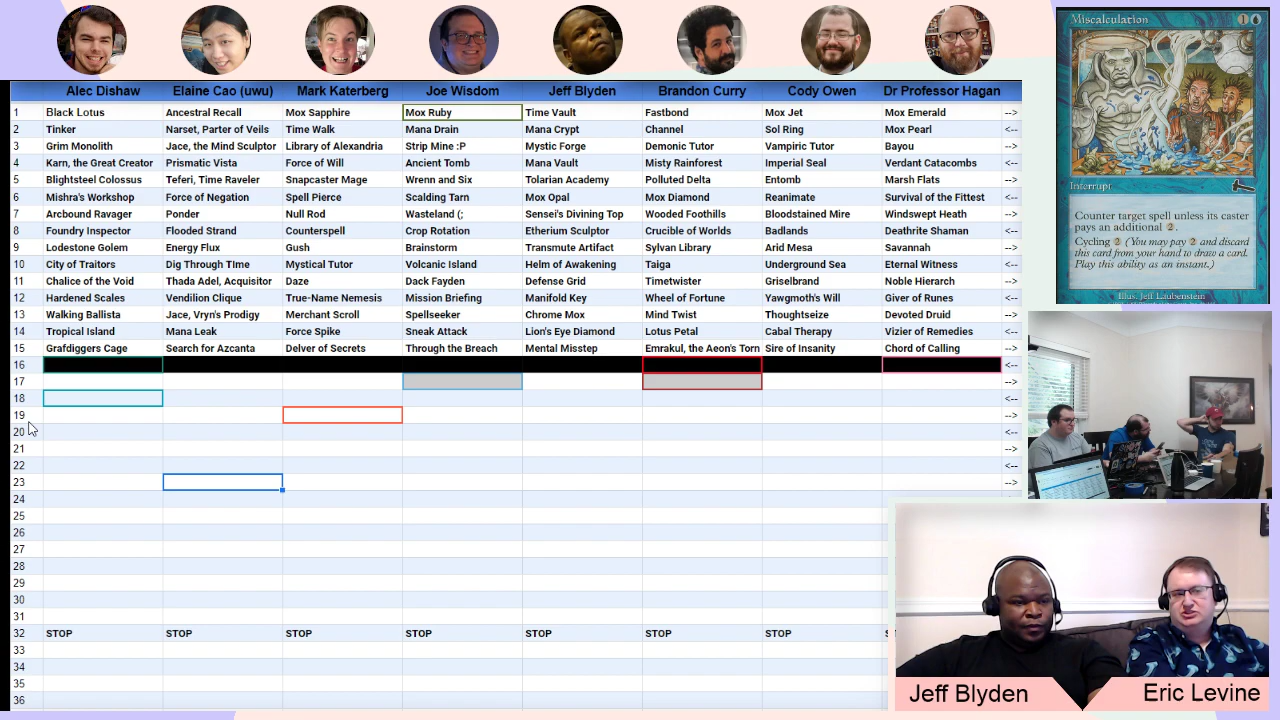 Alec Dishaw Elaine Cao (uwu) Mark Katerberg Joe Wisdom Jeff Blyden Brandon Curry Cody Owen Dr Professor Hagan
1 Black Lotus Ancestral Recall Mox Sapphire Mox Ruby Time Vault Fastbond Mox Jet Mox Emerald -->
2 Tinker Narset, Parter of Veils Time Walk Mana Drain Mana Crypt Channel Sol Ring Mox Pearl <--
3 Grim Monolith Jace, the Mind Sculptor Library of Alexandria Strip Mine :P Mystic Forge Demonic Tutor Vampiric Tutor Bayou -->
4 Karn, the Great Creator Prismatic Vista Force of Will Ancient Tomb Mana Vault Misty Rainforest Imperial Seal Verdant Catacombs <--
5 Blightsteel Colossus Teferi, Time Raveler Snapcaster Mage Wrenn and Six Tolarian Academy Polluted Delta Entomb Marsh Flats -->
6 Mishra's Workshop Force of Negation Spell Pierce Scalding Tarn Mox Opal Mox Diamond Reanimate Survival of the Fittest <--
7 Arcbound Ravager Ponder Null Rod Wasteland (; Sensei's Divining Top Wooded Foothills Bloodstained Mire Windswept Heath -->
8 Foundry Inspector Flooded Strand Counterspell Crop Rotation Etherium Sculptor Crucible of Worlds Badlands Deathrite Shaman <--
9 Lodestone Golem Energy Flux Gush Brainstorm Transmute Artifact Sylvan Library Arid Mesa Savannah -->
10 City of Traitors Dig Through TIme Mystical Tutor Volcanic Island Helm of Awakening Taiga Underground Sea Eternal Witness <--
11 Chalice of the Void Thada Adel, Acquisitor Daze Dack Fayden Defense Grid Timetwister Griselbrand Noble Hierarch -->
12 Hardened Scales Vendilion Clique True-Name Nemesis Mission Briefing Manifold Key Wheel of Fortune Yawgmoth's Will Giver of Runes <--
13 Walking Ballista Jace, Vryn's Prodigy Merchant Scroll Spellseeker Chrome Mox Mind Twist Thoughtseize Devoted Druid -->
14 Tropical Island Mana Leak Force Spike Sneak Attack Lion's Eye Diamond Lotus Petal Cabal Therapy Vizier of Remedies <--
15 Grafdiggers Cage Search for Azcanta Delver of Secrets Through the Breach Mental Misstep Emrakul, the Aeon's Torn Sire of Insanity Chord of Calling -->
16 <--
17 -->
18 <--
19 -->
20 <--
21 -->
22 <--
23 -->
24
25
26
27
28
29
30
31
32 STOP STOP STOP STOP STOP STOP STOP
33
34
35
36
Miscalculation 1
Interrupt
Counter target spell unless its caster
pays an additional 2.
Cycling 2 (You may pay 2 and discard
this card from your hand to draw a card.
Play this ability as an instant.)
Illus. Jeff Laubenstein
Jeff Blyden
Eric Levine